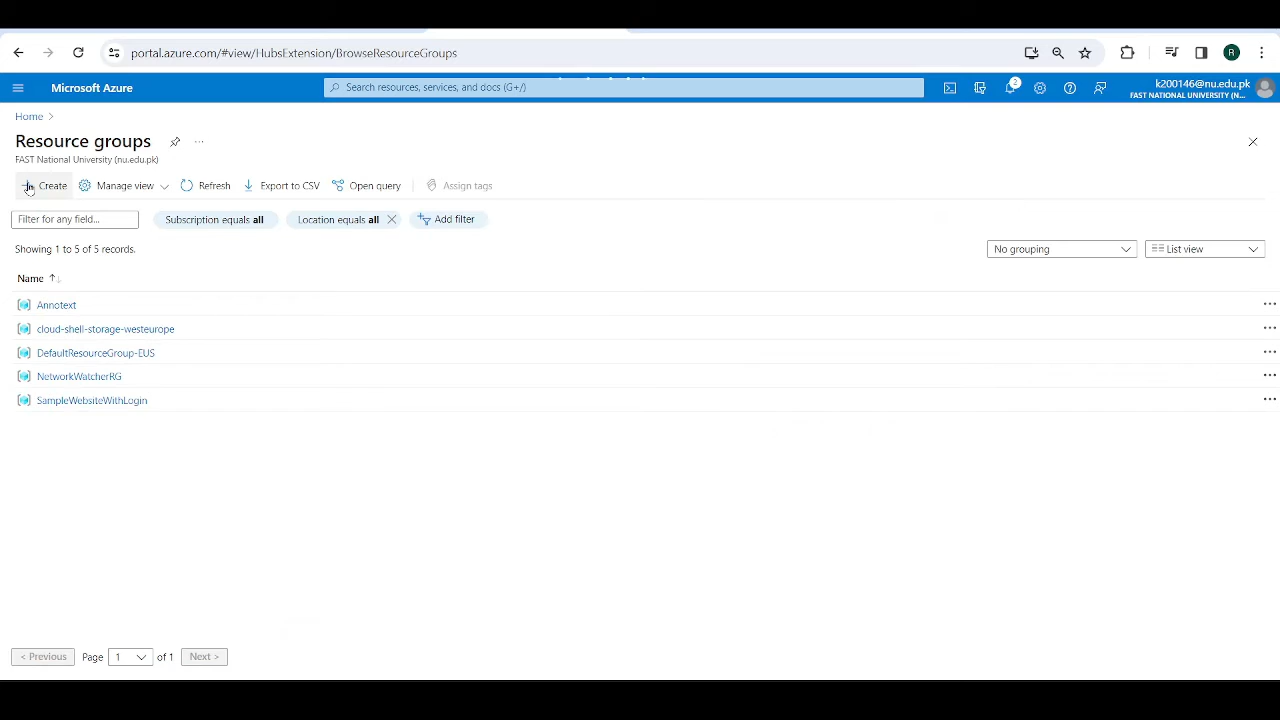 portal.azure.com/#view/HubsExtension/BrowseResourceGroups
R
Microsoft Azure
Search resources, services, and docs (G+/)
2
k200146@nu.edu.pk
FAST NATIONAL UNIVERSITY (N...
Home >
Resource groups
...
FAST National University (nu.edu.pk)
Create
Manage view
Refresh
Export to CSV
Open query
Assign tags
Filter for any field...
Subscription equals all
Location equals all
Add filter
Showing 1 to 5 of 5 records.
No grouping
List view
Name
Annotext
cloud-shell-storage-westeurope
DefaultResourceGroup-EUS
NetworkWatcherRG
SampleWebsiteWithLogin
< Previous
Page
1
of 1
Next >